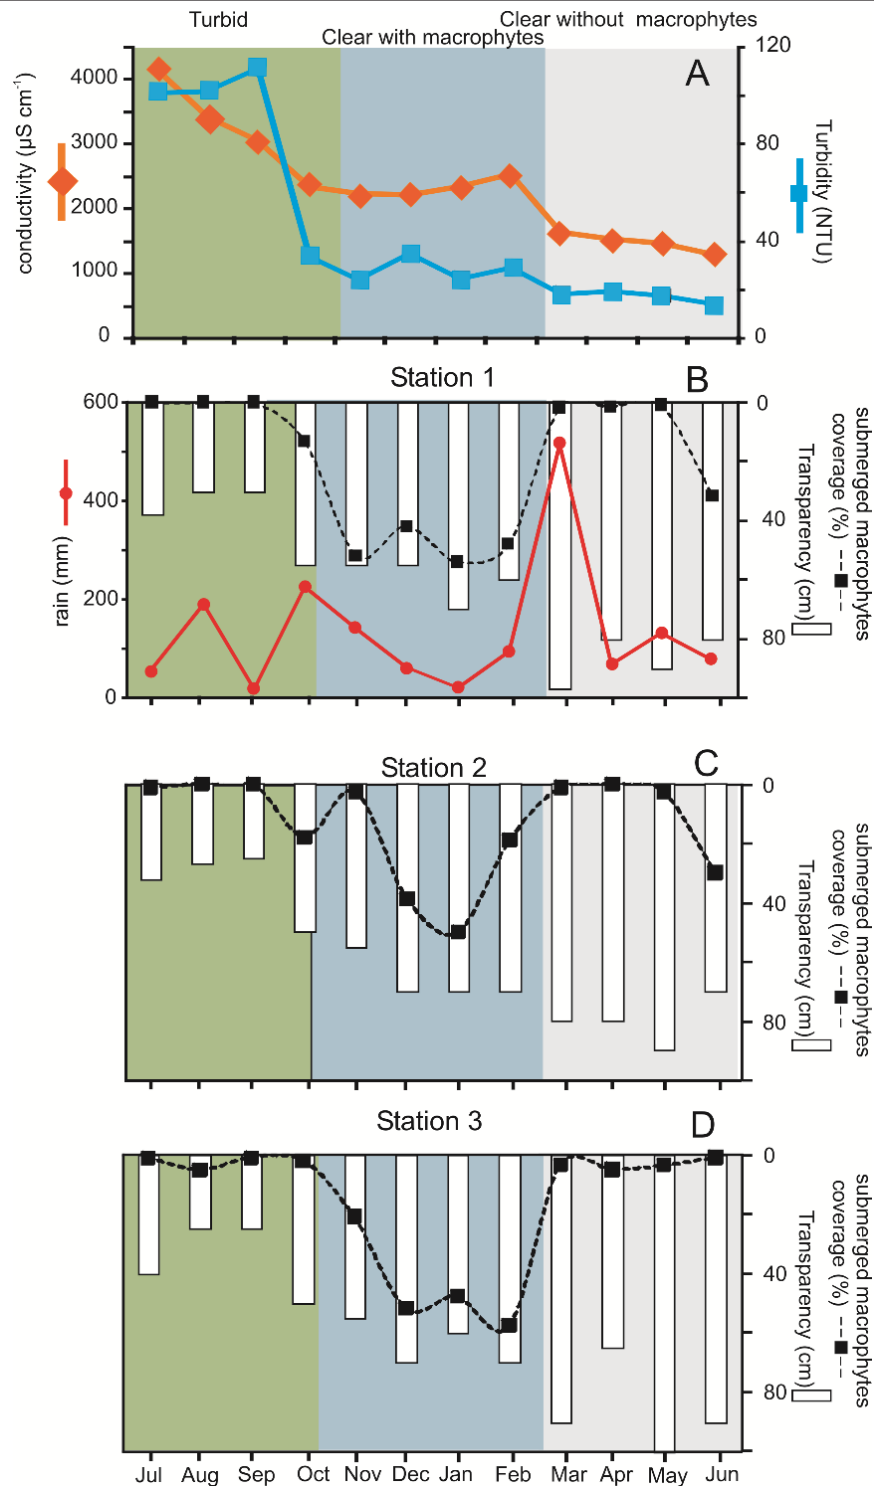 Turbid
Clear with macrophytes
Clear without macrophytes
A
4000
3000
2000
1000
0
conductivity (µS cm⁻¹)
120
80
40
0
Turbidity (NTU)
Station 1
B
600
400
200
0
rain (mm)
0
40
80
submerged macrophytes
coverage (%)
Transparency (cm)
Station 2
C
0
40
80
submerged macrophytes
coverage (%)
Transparency (cm)
Station 3
D
0
40
80
submerged macrophytes
coverage (%)
Transparency (cm)
Jul Aug Sep Oct Nov Dec Jan Feb Mar Apr May Jun